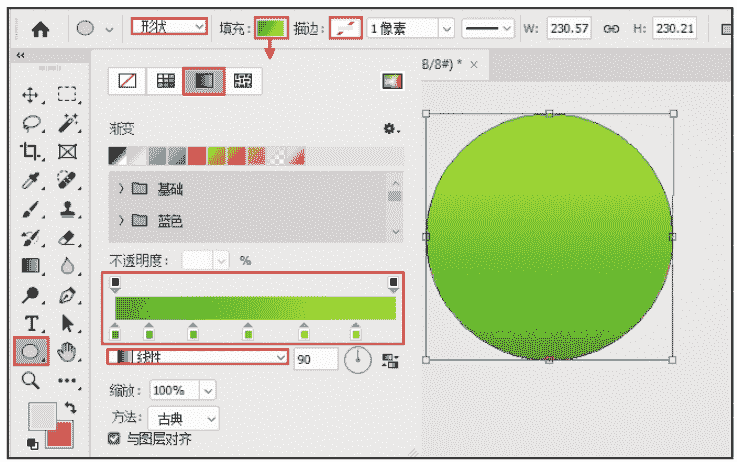 形状 填充: 描边: 1 像素 W: 230.57 H: 230.21
8/8#) * ×
渐变
基础
蓝色
不透明度: %
线性 90
缩放: 100%
方法: 古典
与图层对齐
T